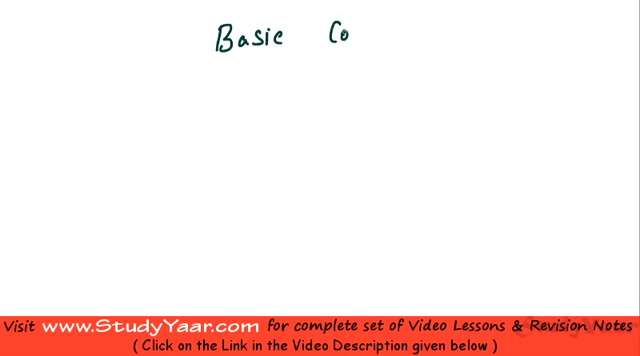 Basic Co
Visit www.StudyYaar.com for complete set of Video Lessons & Revision Notes
( Click on the Link in the Video Description given below )